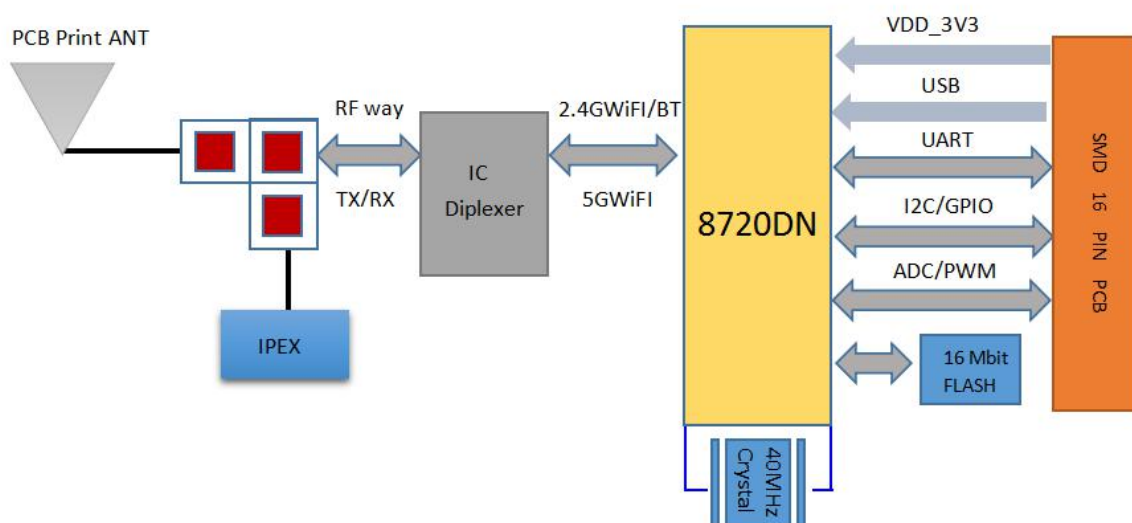 PCB Print ANT
RF way
TX/RX
IPEX
IC
Diplexer
2.4GWiFI/BT
5GWiFI
8720DN
VDD_3V3
USB
UART
I2C/GPIO
ADC/PWM
16 Mbit
FLASH
40MHz
Crystal
SMD 16 PIN PCB